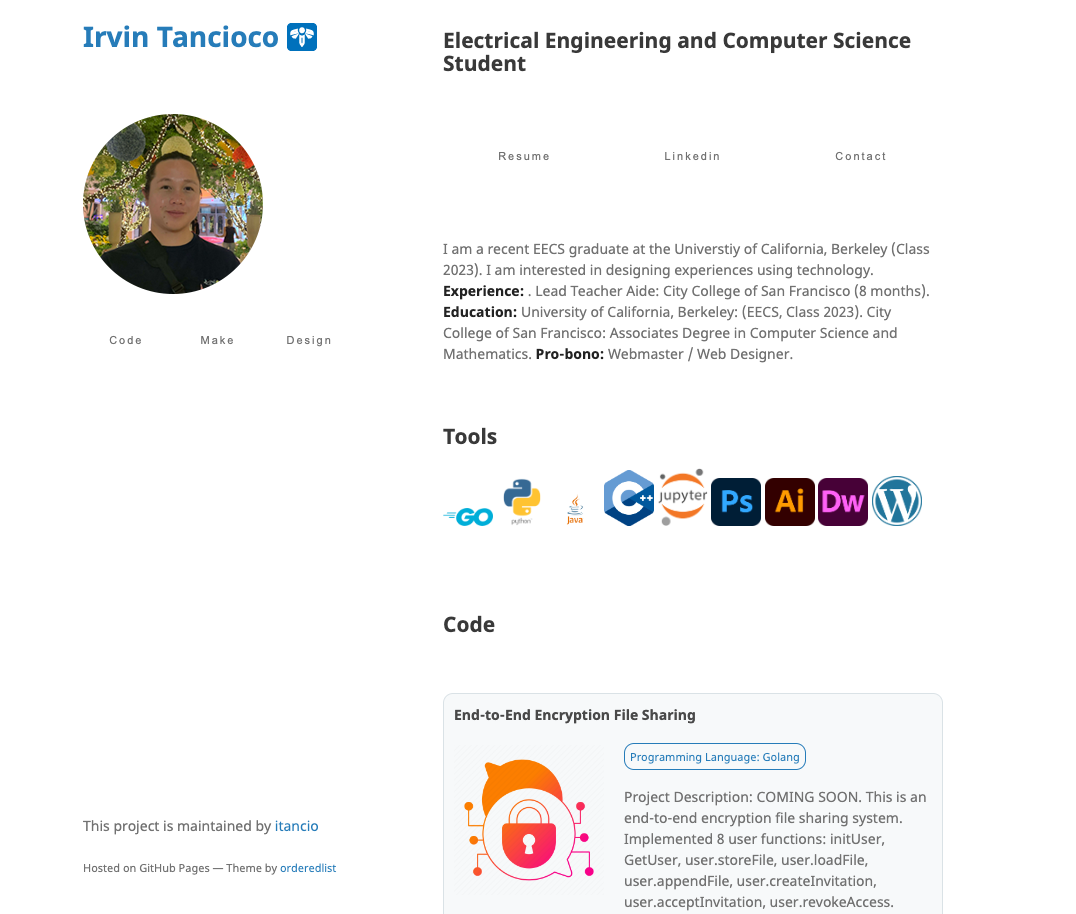 Irvin Tancioco
Code
Make
Design
This project is maintained by itancio
Hosted on GitHub Pages — Theme by orderedlist
Electrical Engineering and Computer Science
Student
Resume
Linkedin
Contact
I am a recent EECS graduate at the Universtiy of California, Berkeley (Class
2023). I am interested in designing experiences using technology.
Experience: . Lead Teacher Aide: City College of San Francisco (8 months).
Education: University of California, Berkeley: (EECS, Class 2023). City
College of San Francisco: Associates Degree in Computer Science and
Mathematics. Pro-bono: Webmaster / Web Designer.
Tools
GO
python
Java
C++
jupyter
Ps
Ai
Dw
W
Code
End-to-End Encryption File Sharing
Programming Language: Golang
Project Description: COMING SOON. This is an
end-to-end encryption file sharing system.
Implemented 8 user functions: initUser,
GetUser, user.storeFile, user.loadFile,
user.appendFile, user.createInvitation,
user.acceptInvitation, user.revokeAccess.